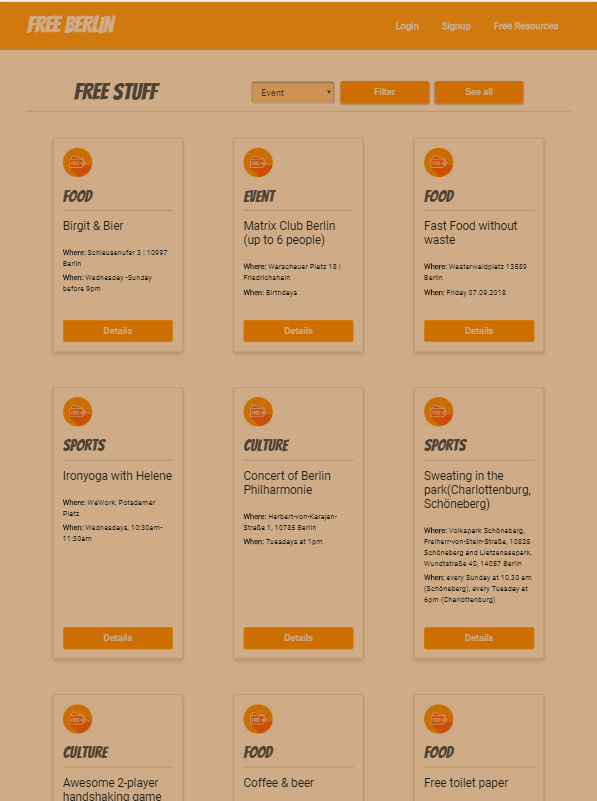 FREE BERLIN
Login Signup Free Resources
FREE STUFF
Event Filter See all
FREE
FOOD
Birgit & Bier
Where: Schleusenufer 3 | 10997
Berlin
When: Wednesday -Sunday
before 9pm
Details
FREE
EVENT
Matrix Club Berlin
(up to 6 people)
Where: Warschauer Platz 18 |
Friedrichshain
When: Birthdays
Details
FREE
FOOD
Fast Food without
waste
Where: Westerwaldplatz 13589
Berlin
When: Friday 07.09.2018
Details
FREE
SPORTS
Ironyoga with Helene
Where: WeWork, Potsdamer
Platz
When: Wednesdays, 10:30am-
11:30am
Details
FREE
CULTURE
Concert of Berlin
Philharmonie
Where: Herbert-von-Karajan-
Straße 1, 10785 Berlin
When: Tuesdays at 1pm
Details
FREE
SPORTS
Sweating in the
park(Charlottenburg,
Schöneberg)
Where: Volkspark Schöneberg,
Freiherr-von-Stein-Straße, 10825
Schöneberg and Lietzenseepark,
Wundtstraße 40, 14057 Berlin
When: every Sunday at 10.30 am
(Schöneberg), every Tuesday at
6pm (Charlottenburg)
Details
FREE
CULTURE
Awesome 2-player
handshaking game
FREE
FOOD
Coffee & beer
FREE
FOOD
Free toilet paper